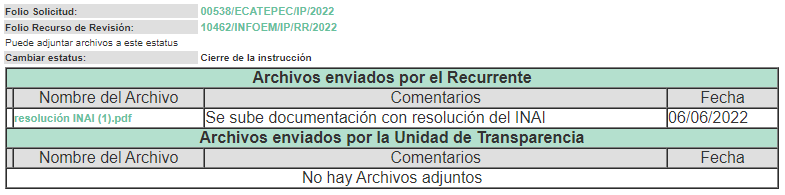 Folio Solicitud: 00538/ECATEPEC/IP/2022
Folio Recurso de Revisión: 10462/INFOEM/IP/RR/2022
Puede adjuntar archivos a este estatus
Cambiar estatus: Cierre de la instrucción
Archivos enviados por el Recurrente
Nombre del Archivo Comentarios Fecha
resolución INAI (1).pdf Se sube documentación con resolución del INAI 06/06/2022
Archivos enviados por la Unidad de Transparencia
Nombre del Archivo Comentarios Fecha
No hay Archivos adjuntos